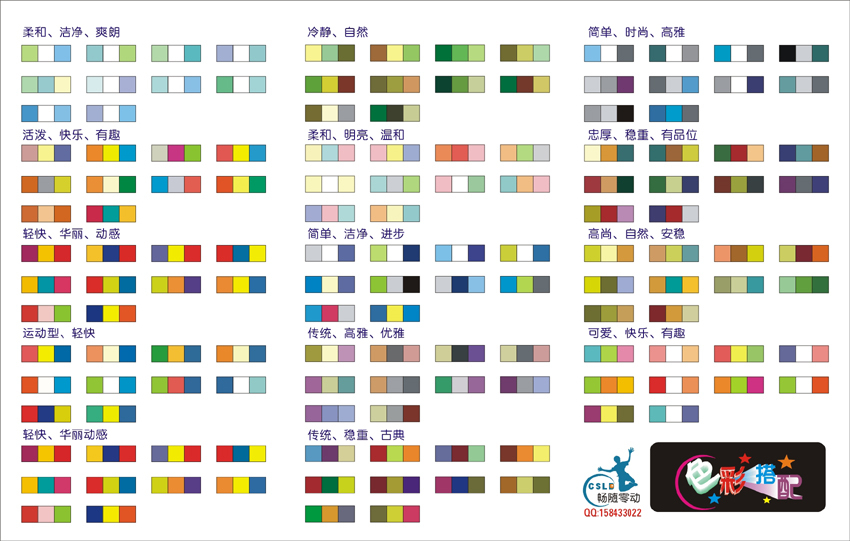 柔和、洁净、爽朗
冷静、自然
简单、时尚、高雅
活泼、快乐、有趣
柔和、明亮、温和
忠厚、稳重、有品位
轻快、华丽、动感
简单、洁净、进步
高尚、自然、安稳
运动型、轻快
传统、高雅、优雅
可爱、快乐、有趣
轻快、华丽动感
传统、稳重、古典
CSLD
畅随零动
QQ:158433022
色彩搭配